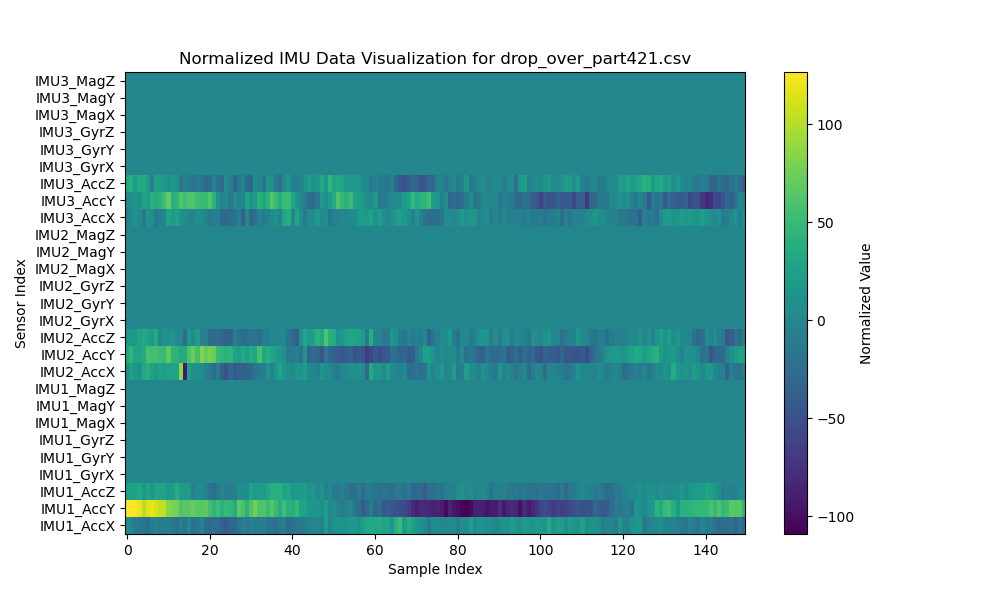 Normalized IMU Data Visualization for drop_over_part421.csv
IMU3_MagZ
IMU3_MagY
IMU3_MagX
IMU3_GyrZ
IMU3_GyrY
IMU3_GyrX
IMU3_AccZ
IMU3_AccY
IMU3_AccX
IMU2_MagZ
IMU2_MagY
IMU2_MagX
IMU2_GyrZ
IMU2_GyrY
IMU2_GyrX
IMU2_AccZ
IMU2_AccY
IMU2_AccX
IMU1_MagZ
IMU1_MagY
IMU1_MagX
IMU1_GyrZ
IMU1_GyrY
IMU1_GyrX
IMU1_AccZ
IMU1_AccY
IMU1_AccX
Sensor Index
0 20 40 60 80 100 120 140
Sample Index
100
50
0
−50
−100
Normalized Value